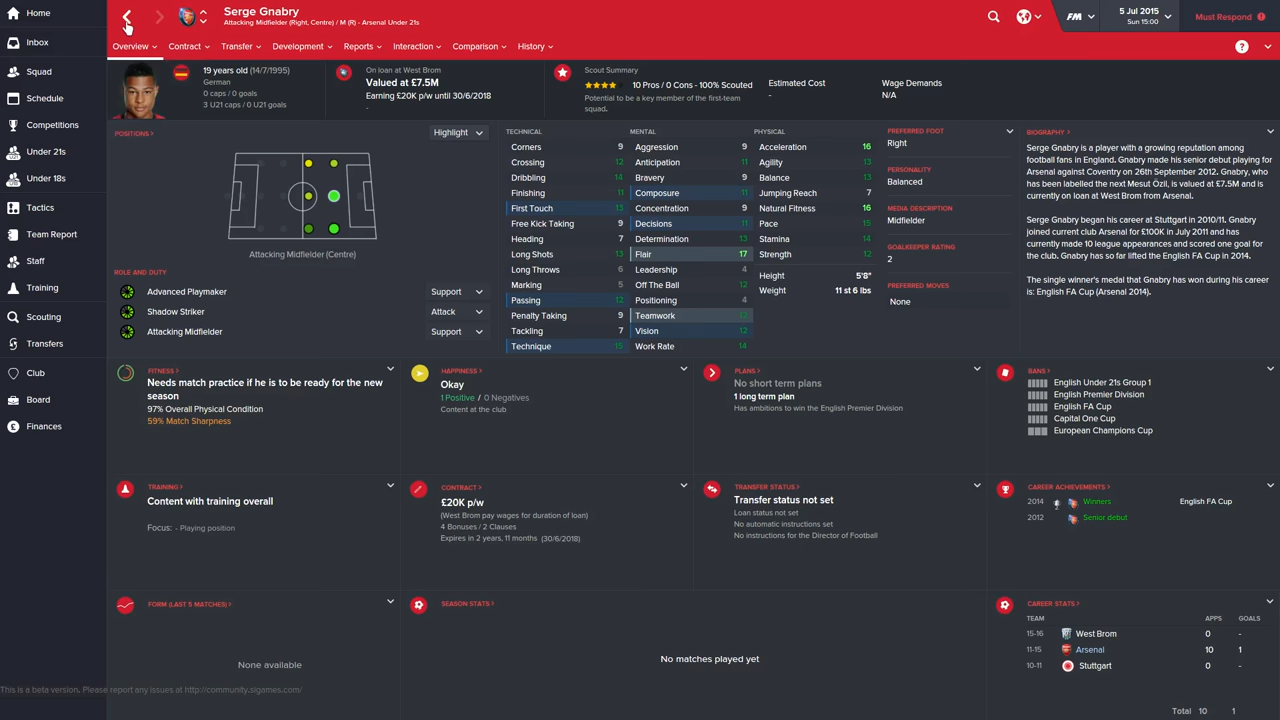 Home
Inbox
Squad
Schedule
Competitions
Under 21s
Under 18s
Tactics
Team Report
Staff
Training
Scouting
Transfers
Club
Board
Finances
Serge Gnabry
Attacking Midfielder (Right, Centre) / M (R) - Arsenal Under 21s
FM
5 Jul 2015
Sun 15:00
Must Respond
Overview Contract Transfer Development Reports Interaction Comparison History
19 years old (14/7/1995)
German
0 caps / 0 goals
3 U21 caps / 0 U21 goals
On loan at West Brom
Valued at £7.5M
Earning £20K p/w until 30/6/2018
-
Scout Summary
10 Pros / 0 Cons - 100% Scouted
Potential to be a key member of the first-team
squad.
Estimated Cost
-
Wage Demands
N/A
POSITIONS >
Highlight
Attacking Midfielder (Centre)
ROLE AND DUTY
Advanced Playmaker Support
Shadow Striker Attack
Attacking Midfielder Support
TECHNICAL
Corners 9
Crossing 12
Dribbling 14
Finishing 11
First Touch 13
Free Kick Taking 9
Heading 7
Long Shots 13
Long Throws 6
Marking 5
Passing 12
Penalty Taking 9
Tackling 7
Technique 15
MENTAL
Aggression 9
Anticipation 11
Bravery 9
Composure 11
Concentration 9
Decisions 11
Determination 13
Flair 17
Leadership 4
Off The Ball 12
Positioning 4
Teamwork
Vision 12
Work Rate 14
PHYSICAL
Acceleration 16
Agility 13
Balance 13
Jumping Reach 7
Natural Fitness 16
Pace 15
Stamina 14
Strength 12
Height 5'8"
Weight 11 st 6 lbs
PREFERRED FOOT
Right
PERSONALITY
Balanced
MEDIA DESCRIPTION
Midfielder
GOALKEEPER RATING
2
PREFERRED MOVES
None
BIOGRAPHY >
Serge Gnabry is a player with a growing reputation among
football fans in England. Gnabry made his senior debut playing for
Arsenal against Coventry on 26th September 2012. Gnabry, who
has been labelled the next Mesut Özil, is valued at £7.5M and is
currently on loan at West Brom from Arsenal.
Serge Gnabry began his career at Stuttgart in 2010/11. Gnabry
joined current club Arsenal for £100K in July 2011 and has
currently made 10 league appearances and scored one goal for
the club. Gnabry has so far lifted the English FA Cup in 2014.
The single winner's medal that Gnabry has won during his career
is: English FA Cup (Arsenal 2014).
FITNESS >
Needs match practice if he is to be ready for the new
season
97% Overall Physical Condition
59% Match Sharpness
HAPPINESS >
Okay
1 Positive / 0 Negatives
Content at the club
PLANS >
No short term plans
1 long term plan
Has ambitions to win the English Premier Division
BANS >
English Under 21s Group 1
English Premier Division
English FA Cup
Capital One Cup
European Champions Cup
TRAINING >
Content with training overall
Focus: - Playing position
CONTRACT >
£20K p/w
(West Brom pay wages for duration of loan)
4 Bonuses / 2 Clauses
Expires in 2 years, 11 months (30/6/2018)
TRANSFER STATUS >
Transfer status not set
Loan status not set
No automatic instructions set
No instructions for the Director of Football
CAREER ACHIEVEMENTS >
2014 Winners English FA Cup
2012 Senior debut
FORM (LAST 5 MATCHES) >
None available
SEASON STATS >
No matches played yet
CAREER STATS >
TEAM APPS GOALS
15-16 West Brom 0 -
11-15 Arsenal 10 1
10-11 Stuttgart 0 -
Total 10 1
This is a beta version. Please report any issues at http://community.sigames.com/